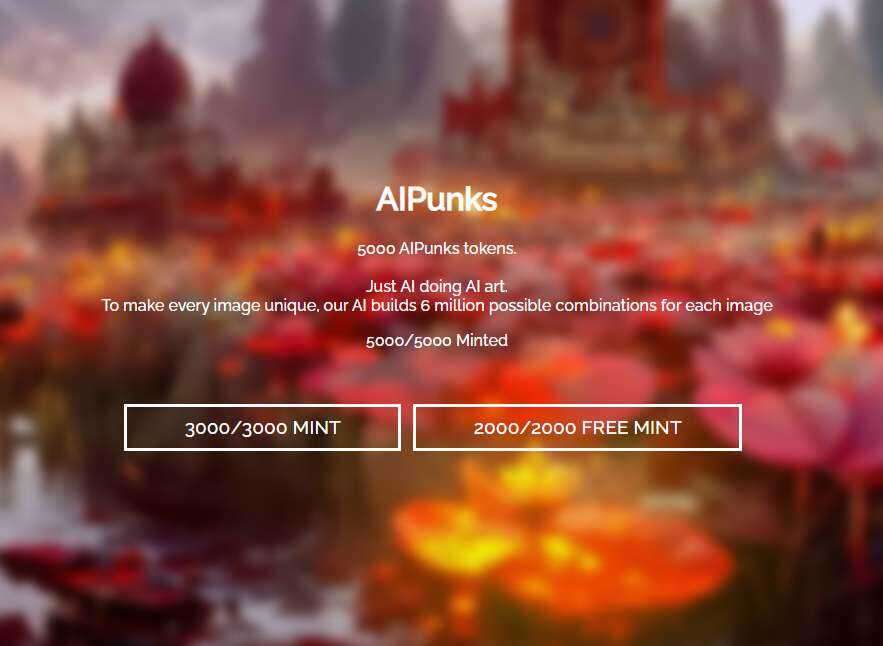 AIPunks
5000 AIPunks tokens.
Just AI doing AI art.
To make every image unique, our AI builds 6 million possible combinations for each image
5000/5000 Minted
3000/3000 MINT
2000/2000 FREE MINT